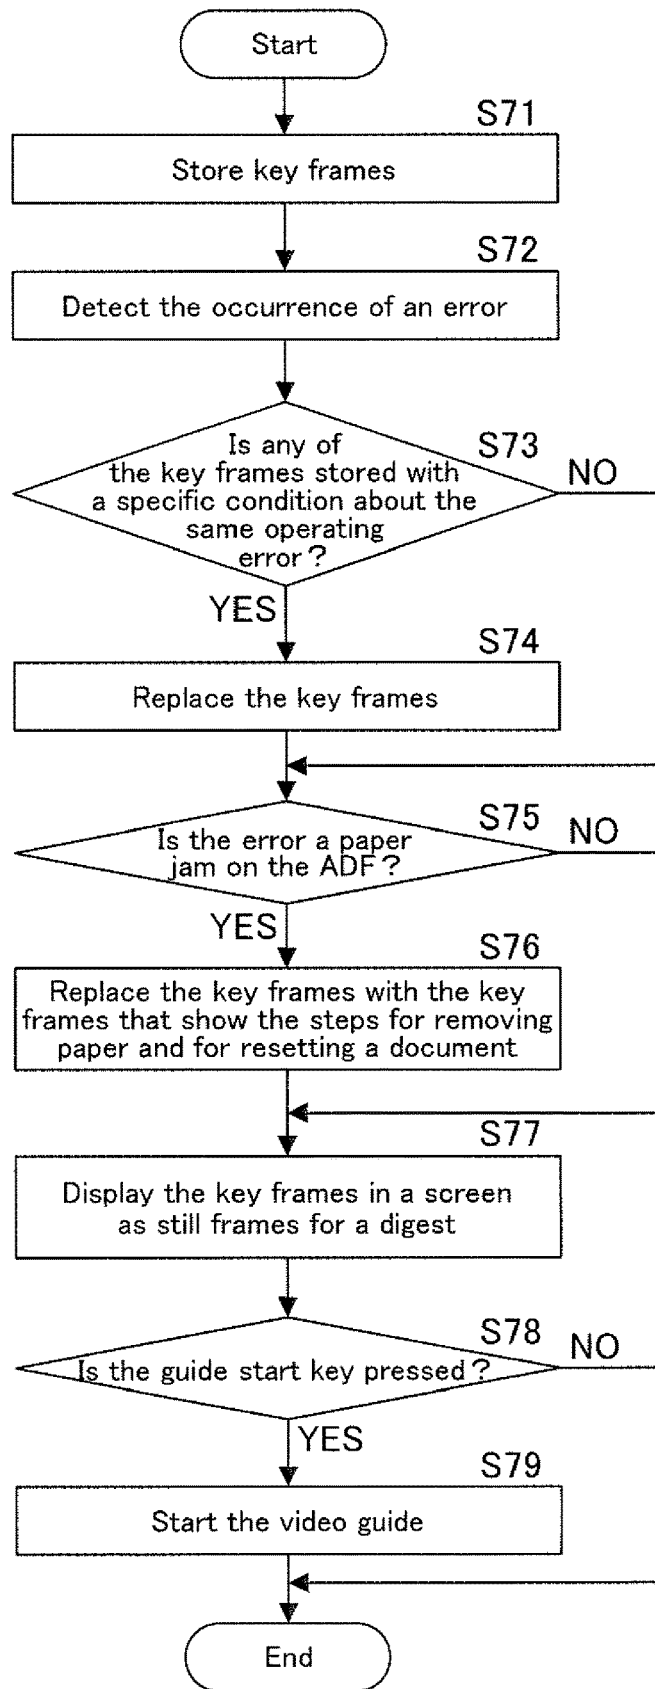 Start
S71
Store key frames
S72
Detect the occurrence of an error
S73
Is any of
the key frames stored with
a specific condition about the
same operating
error?
NO
YES
S74
Replace the key frames
S75
Is the error a paper
jam on the ADF?
NO
YES
S76
Replace the key frames with the key
frames that show the steps for removing
paper and for resetting a document
S77
Display the key frames in a screen
as still frames for a digest
S78
Is the guide start key pressed?
NO
YES
S79
Start the video guide
End